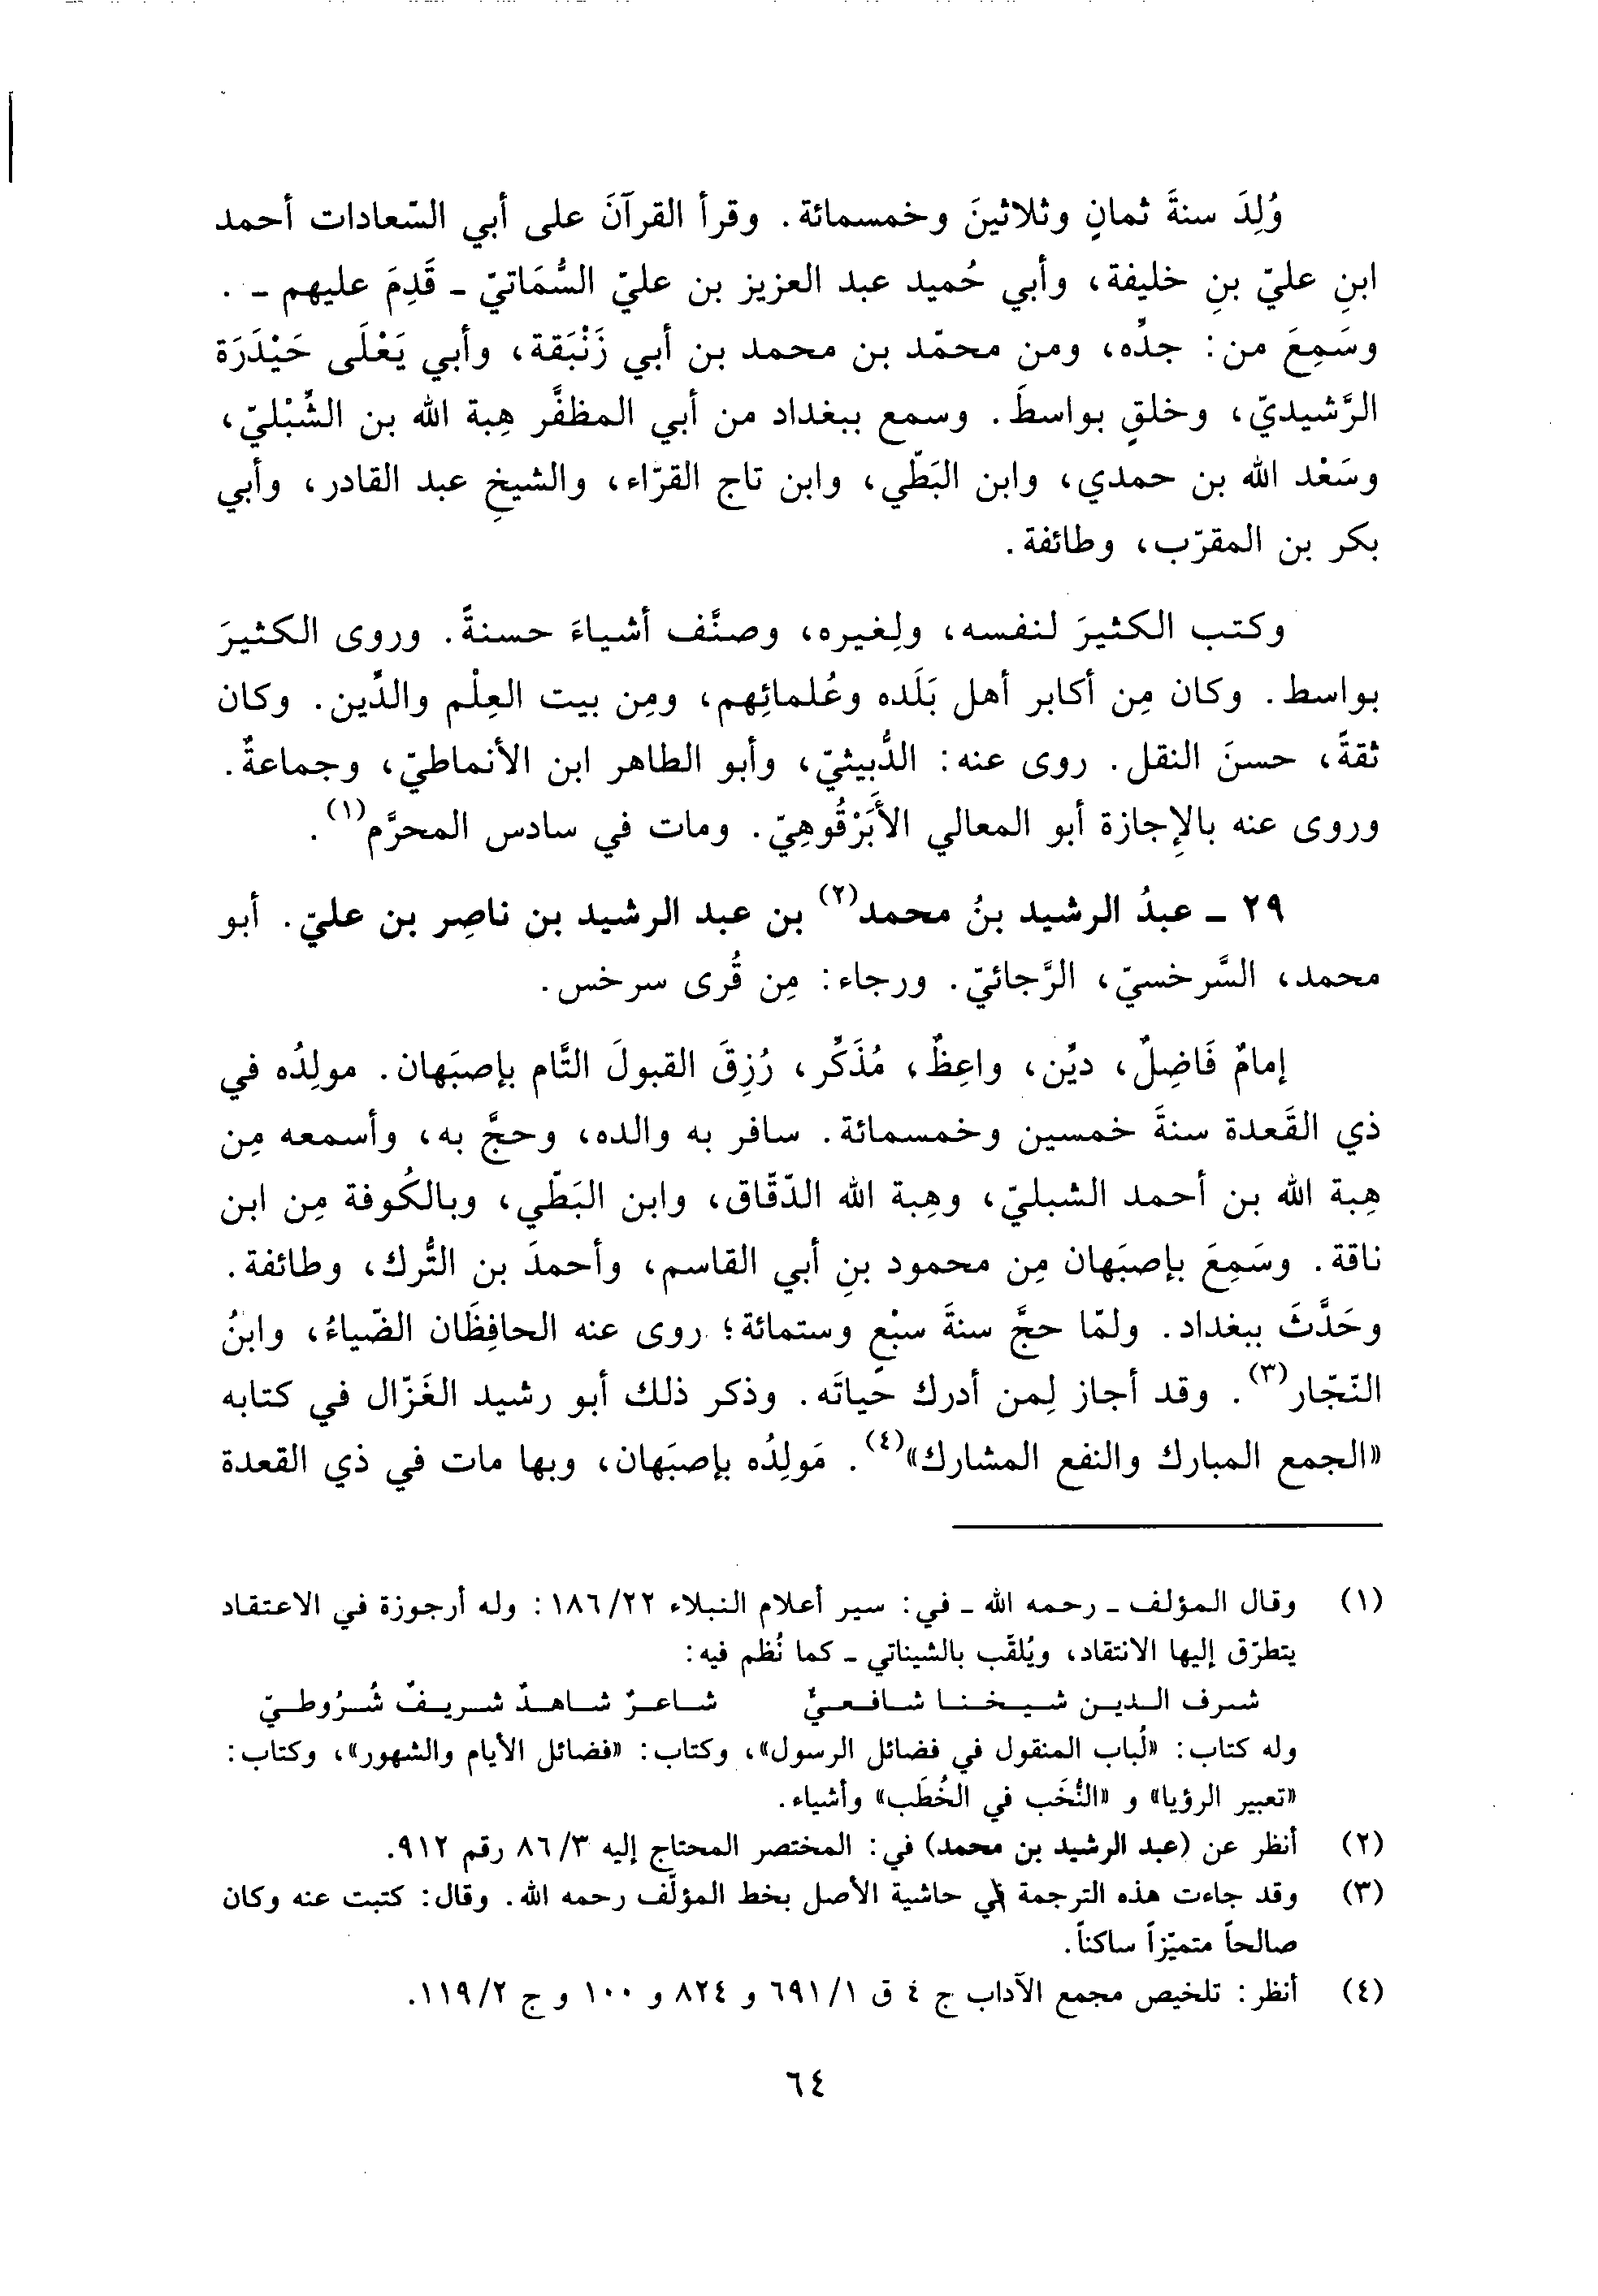 وُلِدَ سنةَ ثمانٍ وثلاثينَ وخمسمائة. وقرأ القرآنَ على أبي السّعادات أحمد
ابنِ عليّ بنِ خليفة، وأبي حُميد عبد العزيز بن عليّ السُّمَاتيّ - قَدِمَ عليهم - .
وسَمِعَ من: جدِّه، ومن محمّد بن محمد بن أبي زَنْبَقة، وأبي يَعْلَى حَيْدَرَة
الرَّشيديّ، وخلقٍ بواسطَ. وسمع ببغداد من أبي المظفَّر هِبة الله بن الشِّبْليّ،
وسَعْد الله بن حمدي، وابن البَطّي، وابن تاج القرّاء، والشيخِ عبد القادر، وأبي
بكر بن المقرّب، وطائفة.
وكتب الكثيرَ لنفسه، ولِغيره، وصنَّف أشياءَ حسنةً. وروى الكثيرَ
بواسط. وكان مِن أكابر أهل بَلَده وعُلمائِهم، ومِن بيت العِلْم والدِّين. وكان
ثقةً، حسنَ النقل. روى عنه: الدُّبيثيّ، وأبو الطاهر ابن الأنماطيّ، وجماعةٌ.
وروى عنه بالإِجازة أبو المعالي الأَبَرْقُوهِيّ. ومات في سادس المحرَّم(١).
٢٩ - عبدُ الرشيد بنُ محمد(٢) بن عبد الرشيد بن ناصِر بن عليّ. أبو
محمد، السَّرخسيّ، الرَّجائيّ. ورجاء: مِن قُرى سرخس.
إمامٌ فَاضِلٌ، ديِّن، واعِظٌ، مُذَكِّر، رُزِقَ القبولَ التَّام بإصبَهان. مولِدُه في
ذي القَعدة سنةَ خمسين وخمسمائة. سافر به والده، وحجَّ به، وأسمعه مِن
هِبة الله بن أحمد الشبليّ، وهِبة الله الدّقّاق، وابن البَطّي، وبالكُوفة مِن ابن
ناقة. وسَمِعَ بإصبَهان مِن محمود بنِ أبي القاسم، وأحمدَ بن التُّرك، وطائفة.
وحَدَّثَ ببغداد. ولمّا حجَّ سنةَ سبْعٍ وستمائة؛ روى عنه الحافِظَان الضّياءُ، وابنُ
النّجّار(٣). وقد أجاز لِمن أدرك حياتَه. وذكر ذلك أبو رشيد الغَزّال في كتابه
«الجمع المبارك والنفع المشارك»(٤). مَولِدُه بإصبَهان، وبها مات في ذي القعدة
(١) وقال المؤلف - رحمه الله - في: سير أعلام النبلاء ١٨٦/٢٢: وله أرجوزة في الاعتقاد
يتطرّق إليها الانتقاد، ويُلقّب بالشيناتي - كما نُظم فيه:
شرف الدين شيخنا شافعيٌّ شاعرٌ شاهدٌ شريفٌ شُرُوطيّ
وله كتاب: «لُباب المنقول في فضائل الرسول»، وكتاب: «فضائل الأيام والشهور»، وكتاب:
«تعبير الرؤيا» و «النُّخَب في الخُطَب» وأشياء.
(٢) أنظر عن (عبد الرشيد بن محمد) في: المختصر المحتاج إليه ٨٦/٣ رقم ٩١٢.
(٣) وقد جاءت هذه الترجمة في حاشية الأصل بخط المؤلّف رحمه الله. وقال: كتبت عنه وكان
صالحاً متميّزاً ساكناً.
(٤) أنظر: تلخيص مجمع الآداب ج ٤ ق ٦٩١/١ و ٨٢٤ و ١٠٠ و ج ١١٩/٢.
٦٤